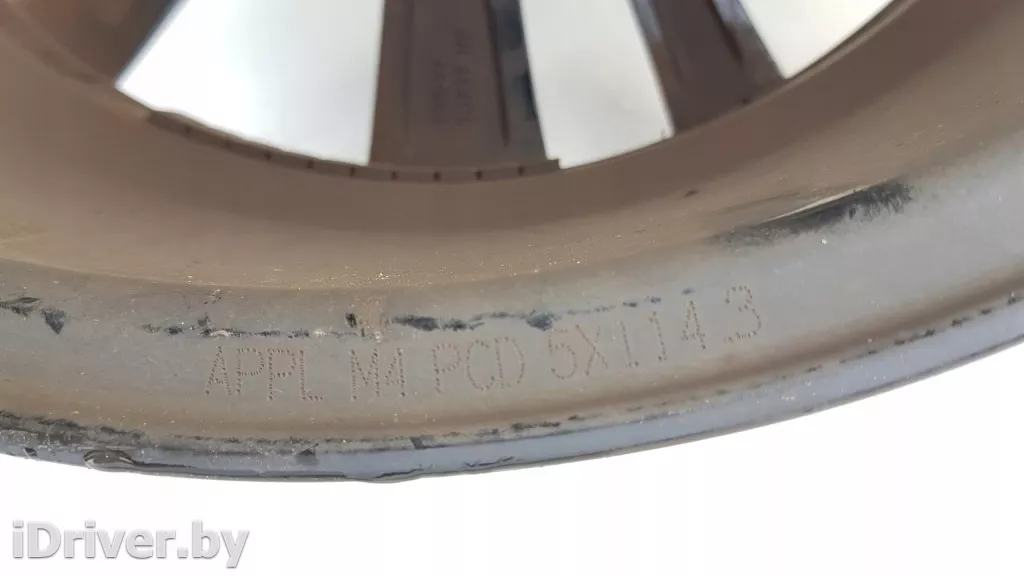 APPL M4 PCD 5X114.3
iDriver.by